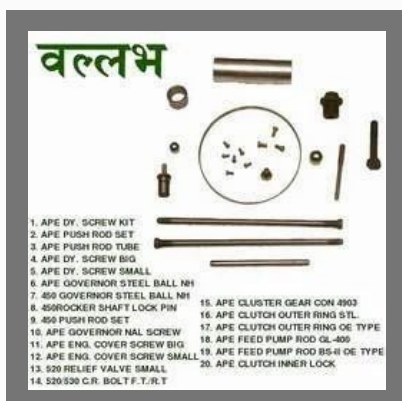 वल्लभ
1. APE DY. SCREW KIT
2. APE PUSH ROD SET
3. APE PUSH ROD TUBE
4. APE DY. SCREW BIG
5. APE DY. SCREW SMALL
6. APE GOVERNOR STEEL BALL NH
7. 450 GOVERNOR STEEL BALL NH
8. 450ROCKER SHAFT LOCK PIN
9. 450 PUSH ROD SET
10. APE GOVERNOR NAL SCREW
11. APE ENG. COVER SCREW BIG
12. APE ENG. COVER SCREW SMALL
13. 520 RELIEF VALVE SMALL
14. 520/530 C.R. BOLT F.T./R.T
15. APE CLUSTER GEAR CON 4903
16. APE CLUTCH OUTER RING STL.
17. APE CLUTCH OUTER RING OE TYPE
18. APE FEED PUMP ROD GL-400
19. APE FEED PUMP ROD BS-II OE TYPE
20. APE CLUTCH INNER LOCK